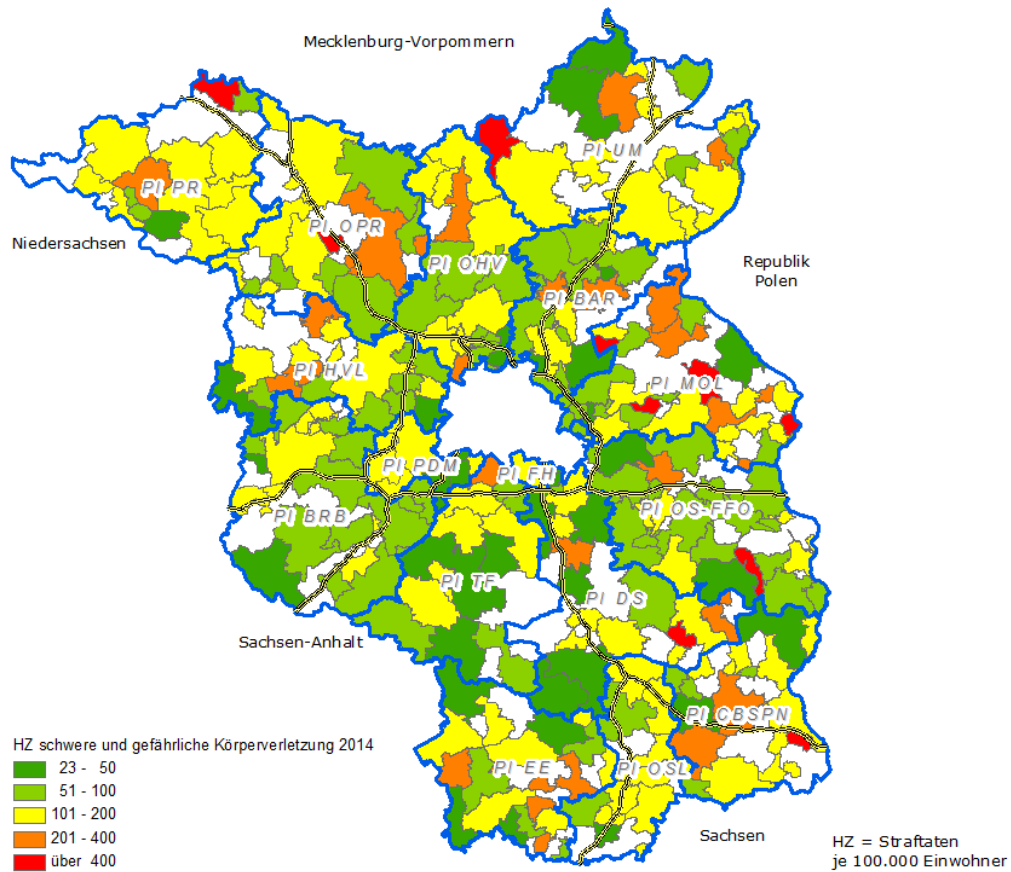 Mecklenburg-Vorpommern
PI UM
PI PR
PI OPR
Niedersachsen
PI OHV
Republik
Polen
PI BAR
PI HVL
PI MOL
PI PDM
PI FH
PI BRB
PI OS-FFO
PI TF
PI DS
Sachsen-Anhalt
PI CBSPN
HZ schwere und gefährliche Körperverletzung 2014
23 - 50
51 - 100
101 - 200
201 - 400
über 400
PI EE
PI OSL
Sachsen
HZ = Straftaten
je 100.000 Einwohner